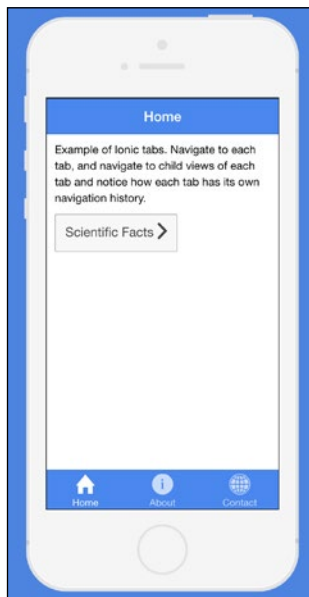 Home
Example of Ionic tabs. Navigate to each
tab, and navigate to child views of each
tab and notice how each tab has its own
navigation history.
Scientific Facts
Home About Contact